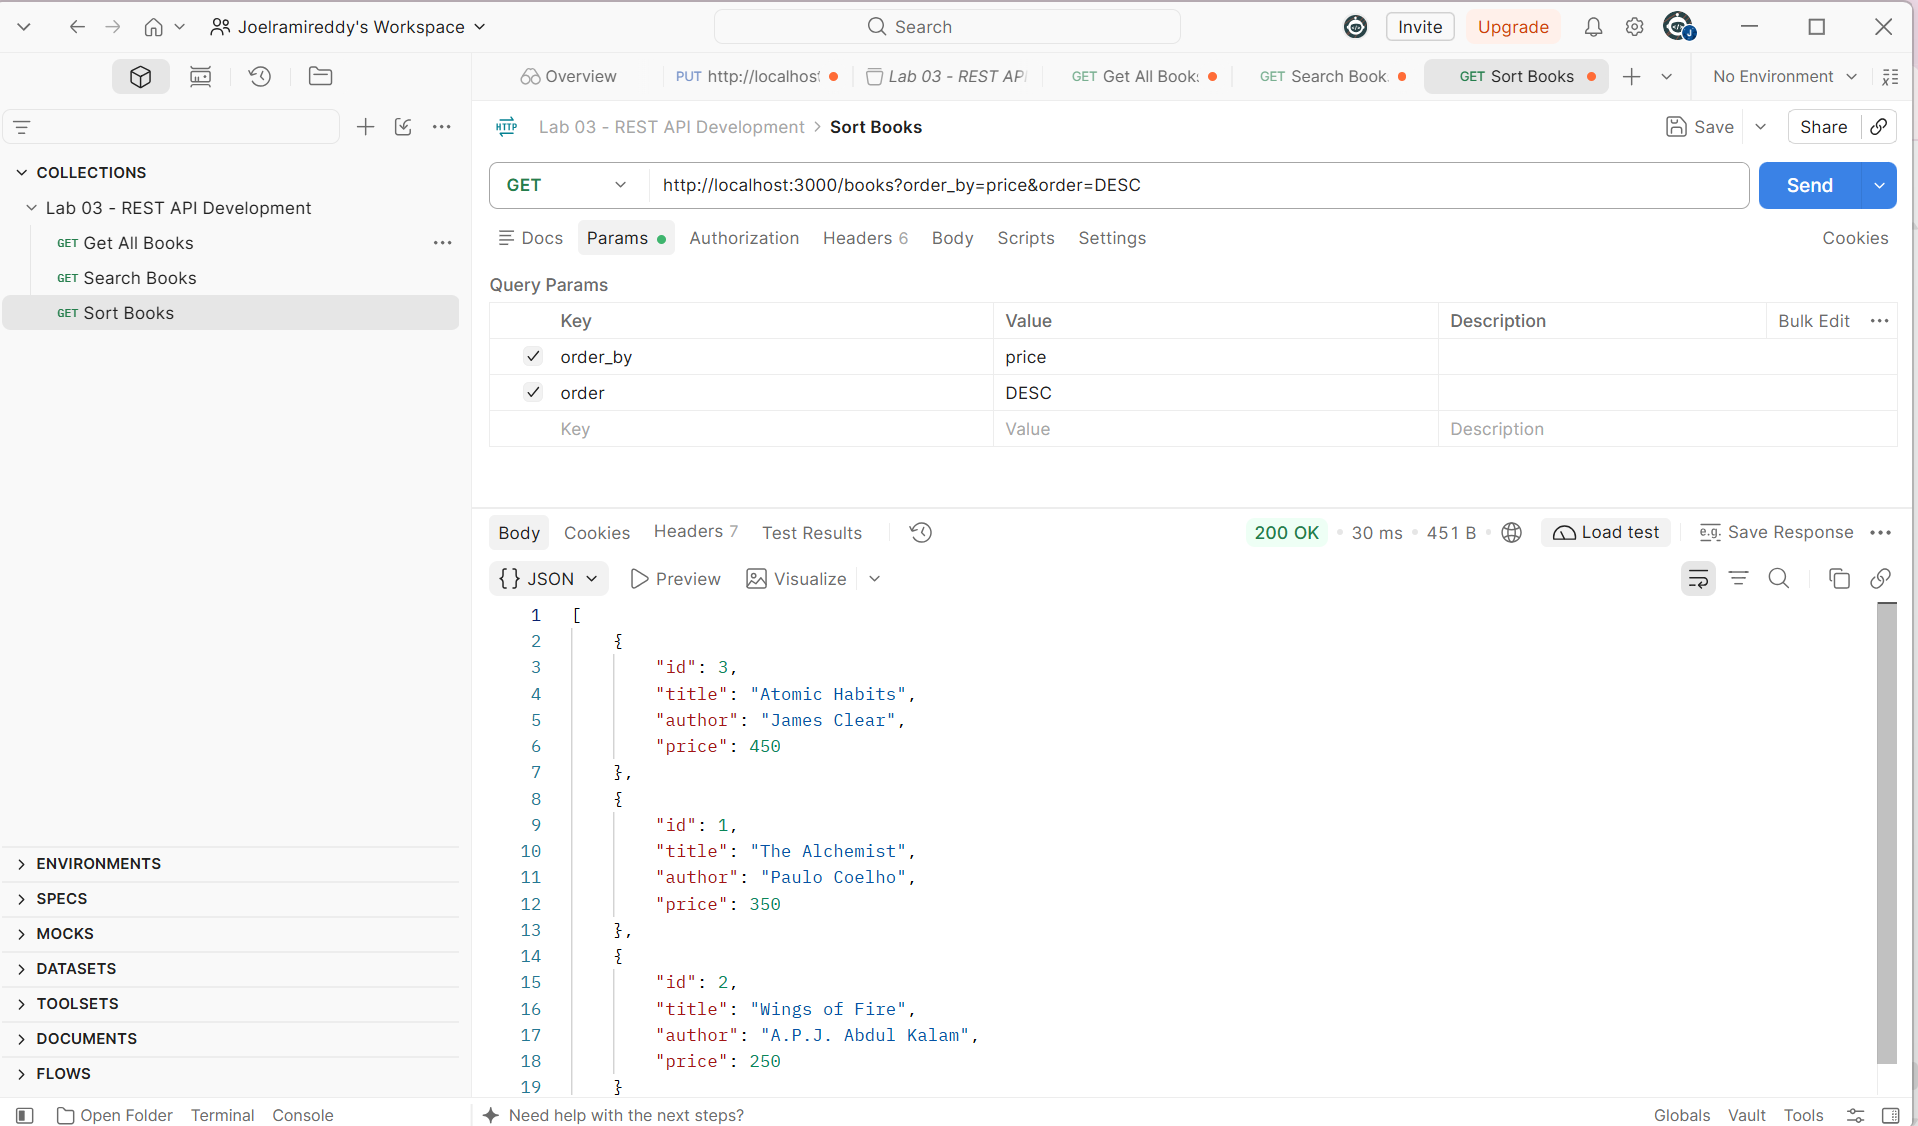 Joelramireddy's Workspace
Search
Invite
Upgrade
J
Overview
PUT http://localhost
Lab 03 - REST API
GET Get All Books
GET Search Book
GET Sort Books
No Environment
HTTP Lab 03 - REST API Development > Sort Books
Save
Share
COLLECTIONS
Lab 03 - REST API Development
GET Get All Books
GET Search Books
GET Sort Books
ENVIRONMENTS
SPECS
MOCKS
DATASETS
TOOLSETS
DOCUMENTS
FLOWS
GET http://localhost:3000/books?order_by=price&order=DESC
Send
Docs Params Authorization Headers 6 Body Scripts Settings
Cookies
Query Params
Key Value Description Bulk Edit
order_by price
order DESC
Key Value Description
Body Cookies Headers 7 Test Results
200 OK • 30 ms • 451 B
Load test
e.g. Save Response
{} JSON Preview Visualize
1 [
2 {
3 "id": 3,
4 "title": "Atomic Habits",
5 "author": "James Clear",
6 "price": 450
7 },
8 {
9 "id": 1,
10 "title": "The Alchemist",
11 "author": "Paulo Coelho",
12 "price": 350
13 },
14 {
15 "id": 2,
16 "title": "Wings of Fire",
17 "author": "A.P.J. Abdul Kalam",
18 "price": 250
19 }
Open Folder Terminal Console
Need help with the next steps?
Globals Vault Tools